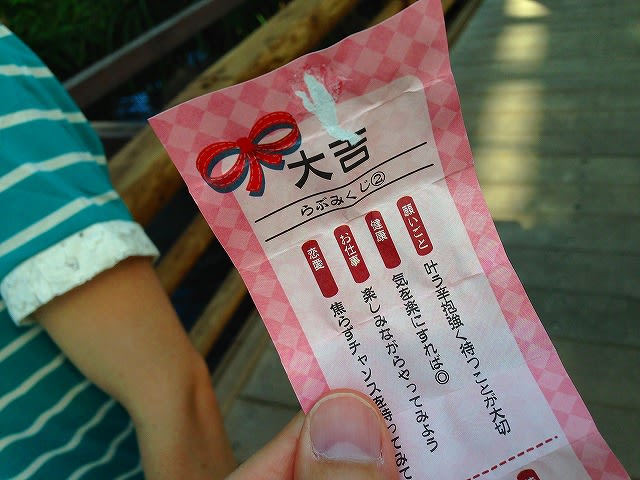 大吉
らぶみくじ②
願いごと
叶う辛抱強く待つことが大切
健康
気を楽にすれば◎
お仕事
楽しみながらやってみよう
恋愛
焦らずチャンスを待ってみて